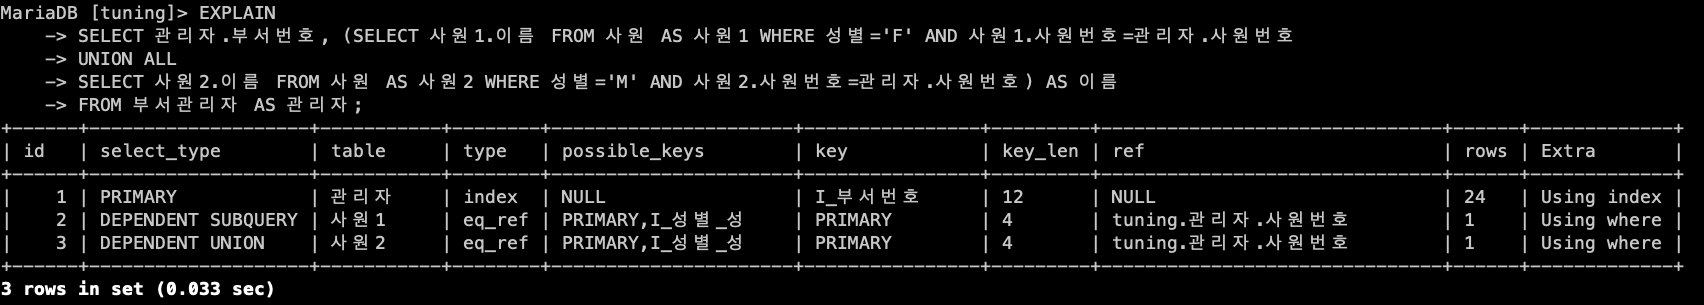 MariaDB [tuning]> EXPLAIN
    -> SELECT 관리자.부서번호, (SELECT 사원1.이름 FROM 사원 AS 사원1 WHERE 성별='F' AND 사원1.사원번호=관리자.사원번호
    -> UNION ALL
    -> SELECT 사원2.이름 FROM 사원 AS 사원2 WHERE 성별='M' AND 사원2.사원번호=관리자.사원번호) AS 이름
    -> FROM 부서관리자 AS 관리자;
+------+--------------------+-----------+--------+----------------------+---------------+---------+-------------------------------+------+-------------+
| id | select_type | table | type | possible_keys | key | key_len | ref | rows | Extra |
+------+--------------------+-----------+--------+----------------------+---------------+---------+-------------------------------+------+-------------+
| 1 | PRIMARY | 관리자 | index | NULL | I_부서번호 | 12 | NULL | 24 | Using index |
| 2 | DEPENDENT SUBQUERY | 사원1 | eq_ref | PRIMARY,I_성별_성 | PRIMARY | 4 | tuning.관리자.사원번호 | 1 | Using where |
| 3 | DEPENDENT UNION | 사원2 | eq_ref | PRIMARY,I_성별_성 | PRIMARY | 4 | tuning.관리자.사원번호 | 1 | Using where |
+------+--------------------+-----------+--------+----------------------+---------------+---------+-------------------------------+------+-------------+
3 rows in set (0.033 sec)